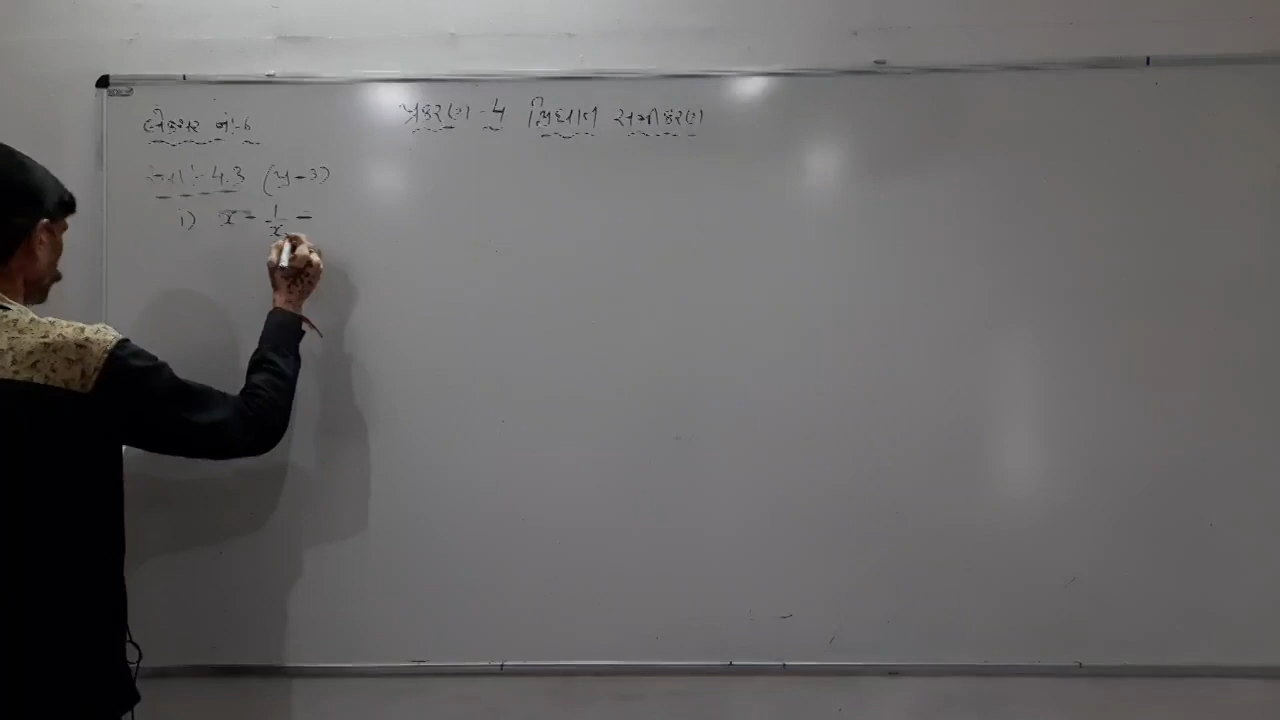 પ્રકરણ-4 દ્વિઘાત સમીકરણ
લેક્ચર નં.-6
સ્વા.-4.3 (પ્ર-3)
i) x - 1/x =